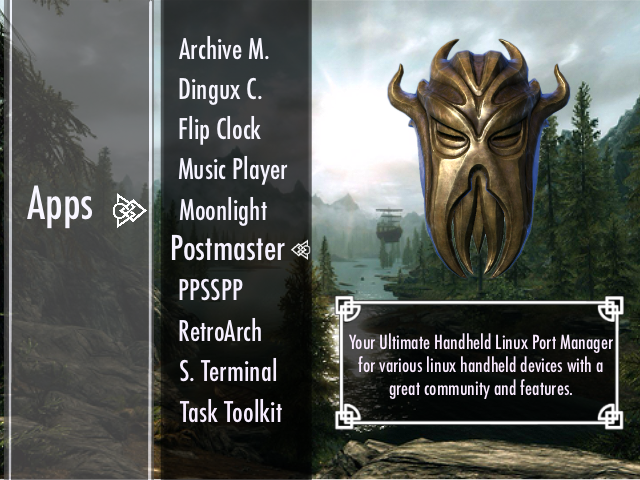 Apps
Archive M.
Dingux C.
Flip Clock
Music Player
Moonlight
Postmaster
PPSSPP
RetroArch
S. Terminal
Task Toolkit
Your Ultimate Handheld Linux Port Manager
for various linux handheld devices with a
great community and features.